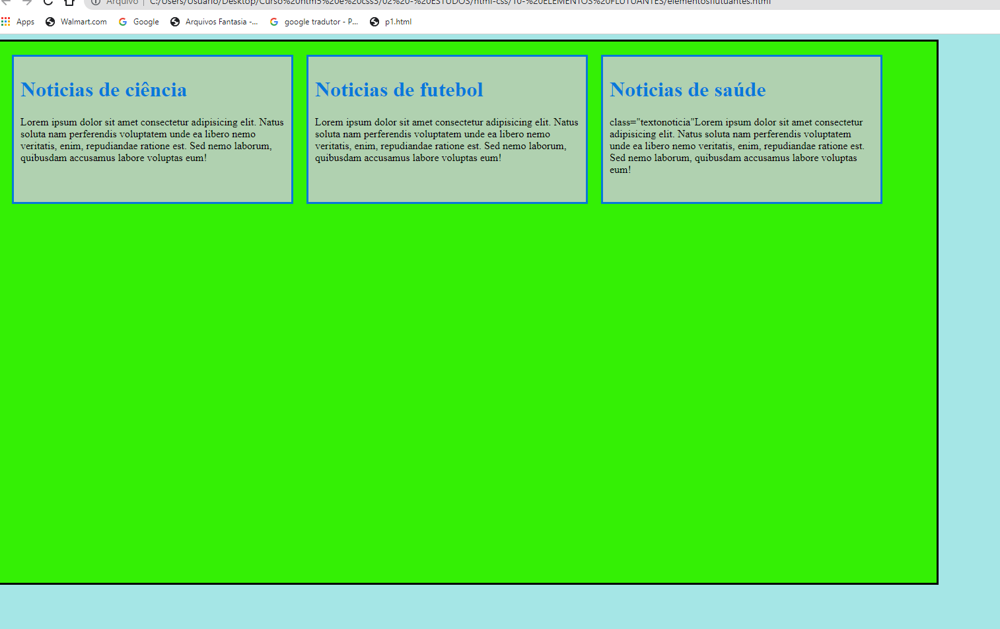 Arquivo | C:/Users/Usuario/Desktop/Curso%20htm5%20e%20css3/02%20-%20ESTUDOS/html-css/10-%20ELEMENTOS%20FLUTUANTES/elementosflutuantes.html
Apps Walmart.com Google Arquivos Fantasia -... google tradutor - P... p1.html
Noticias de ciência
Lorem ipsum dolor sit amet consectetur adipisicing elit. Natus
soluta nam perferendis voluptatem unde ea libero nemo
veritatis, enim, repudiandae ratione est. Sed nemo laborum,
quibusdam accusamus labore voluptas eum!
Noticias de futebol
Lorem ipsum dolor sit amet consectetur adipisicing elit. Natus
soluta nam perferendis voluptatem unde ea libero nemo
veritatis, enim, repudiandae ratione est. Sed nemo laborum,
quibusdam accusamus labore voluptas eum!
Noticias de saúde
class="textonoticia"Lorem ipsum dolor sit amet consectetur
adipisicing elit. Natus soluta nam perferendis voluptatem
unde ea libero nemo veritatis, enim, repudiandae ratione est.
Sed nemo laborum, quibusdam accusamus labore voluptas
eum!